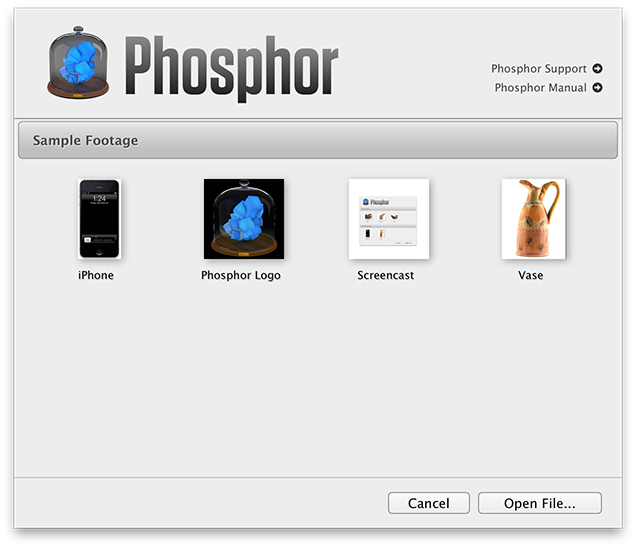 Phosphor
Phosphor Support
Phosphor Manual
Sample Footage
1:24
Phosphor
iPhone
Phosphor Logo
Screencast
Vase
Cancel
Open File...